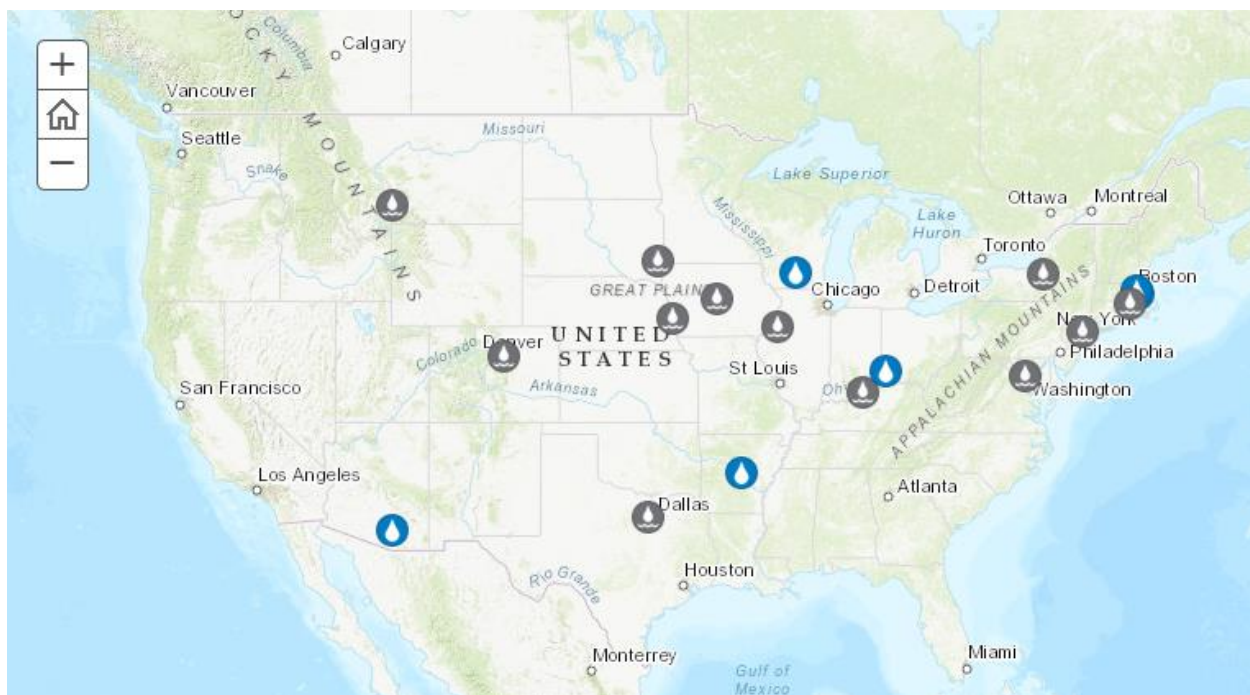 Calgary
Columbia
ROCKY MOUNTAINS
Vancouver
Seattle
Missouri
Snake
Lake Superior
Mississippi
Ottawa
Montreal
Lake
Huron
Toronto
Boston
GREAT PLAIN
Chicago
Detroit
New York
APPALACHIAN MOUNTAINS
UNITED
STATES
Denver
Colorado
Philadelphia
St Louis
San Francisco
Arkansas
Oh
Washington
Los Angeles
Dallas
Atlanta
Houston
Rio Grande
Monterrey
Miami
Gulf of
Mexico